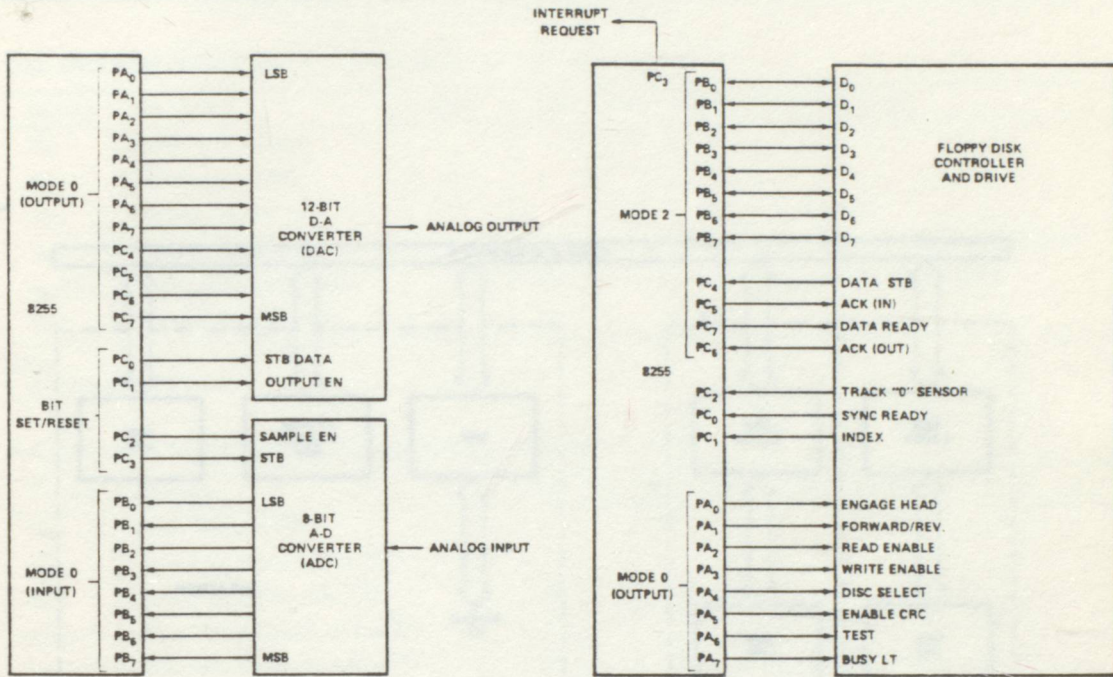 PA0 LSB
PA1
PA2
PA3
PA4
PA5
PA6
PA7
PC4
PC5
PC6
PC7 MSB
MODE 0
(OUTPUT)
12-BIT
D-A
CONVERTER
(DAC)
ANALOG OUTPUT
8255
PC0 STB DATA
PC1 OUTPUT EN
BIT
SET/RESET
PC2 SAMPLE EN
PC3 STB
PB0 LSB
PB1
PB2
PB3
PB4
PB5
PB6
PB7 MSB
MODE 0
(INPUT)
8-BIT
A-D
CONVERTER
(ADC)
ANALOG INPUT
INTERRUPT
REQUEST
PC3
PB0 D0
PB1 D1
PB2 D2
PB3 D3
PB4 D4
PB5 D5
PB6 D6
PB7 D7
MODE 2
FLOPPY DISK
CONTROLLER
AND DRIVE
PC4 DATA STB
PC5 ACK (IN)
PC7 DATA READY
PC6 ACK (OUT)
8255
PC2 TRACK "0" SENSOR
PC0 SYNC READY
PC1 INDEX
PA0 ENGAGE HEAD
PA1 FORWARD/REV.
PA2 READ ENABLE
PA3 WRITE ENABLE
PA4 DISC SELECT
PA5 ENABLE CRC
PA6 TEST
PA7 BUSY LT
MODE 0
(OUTPUT)